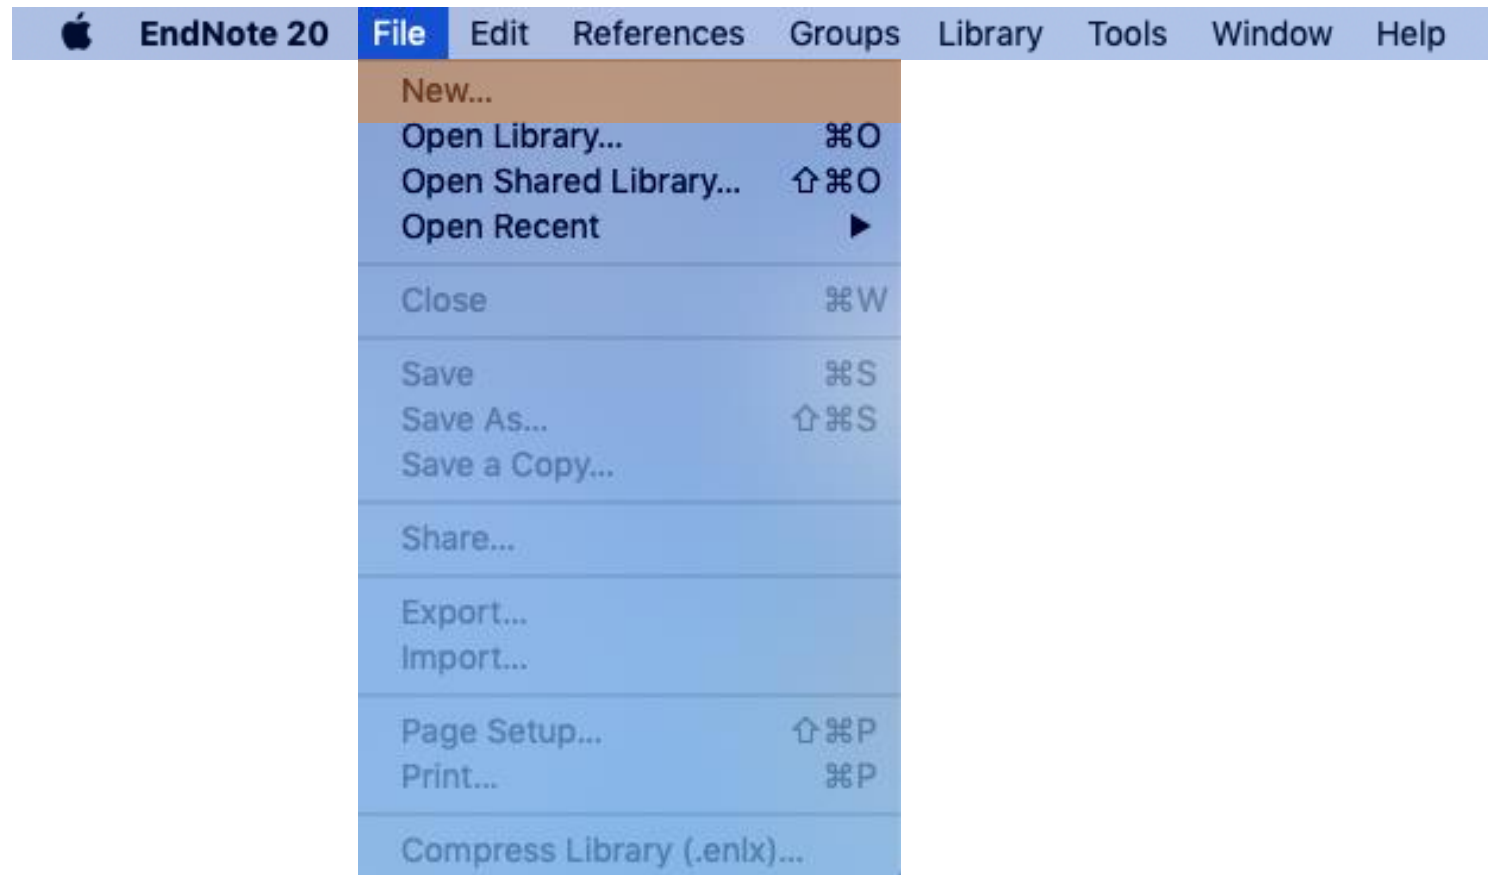 EndNote 20 File Edit References Groups Library Tools Window Help
New...
Open Library... ⌘O
Open Shared Library... ⇧⌘O
Open Recent ▶
Close ⌘W
Save ⌘S
Save As... ⇧⌘S
Save a Copy...
Share...
Export...
Import...
Page Setup... ⇧⌘P
Print... ⌘P
Compress Library (.enlx)...